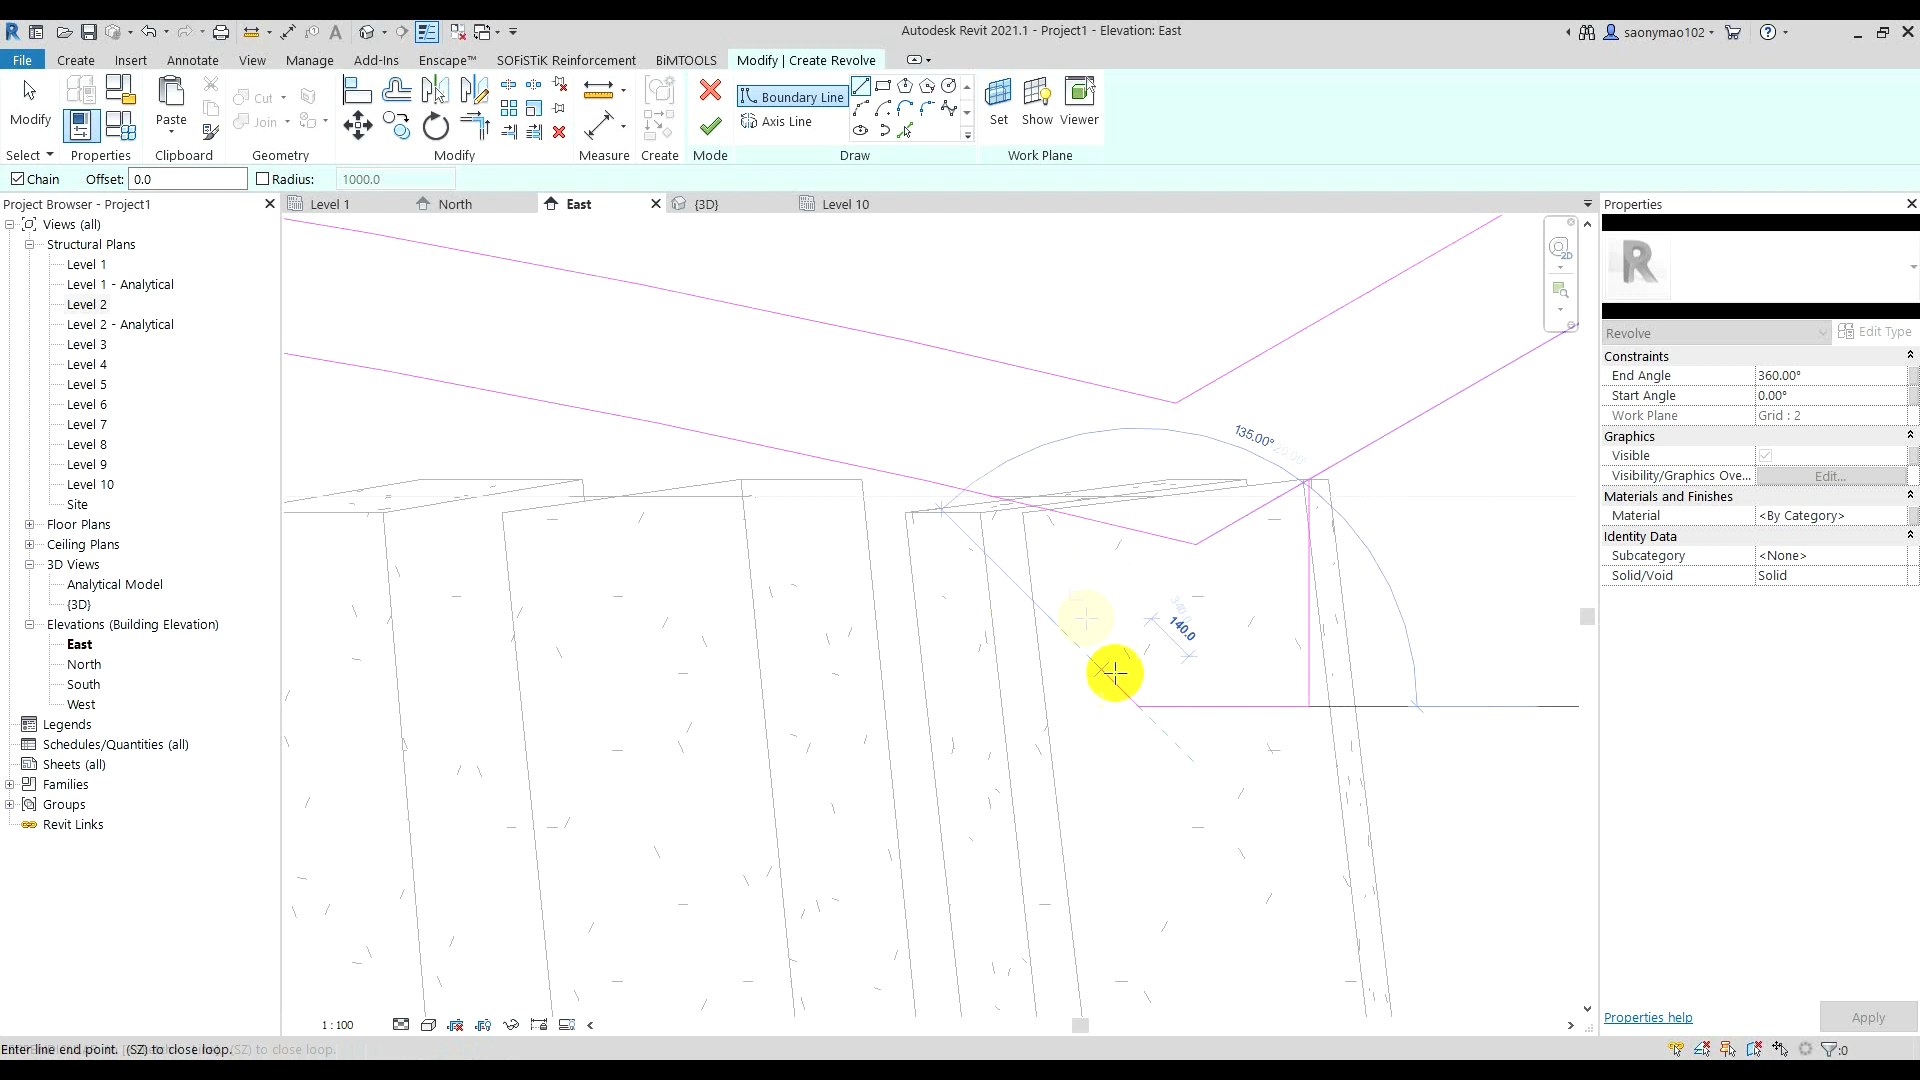 Autodesk Revit 2021.1 - Project1 - Elevation: East
saonymao102
File
Create
Insert
Annotate
View
Manage
Add-Ins
Enscape™
SOFiSTiK Reinforcement
BiMTOOLS
Modify | Create Revolve
Modify
Paste
Cut
Join
Boundary Line
Axis Line
Set
Show
Viewer
Select
Properties
Clipboard
Geometry
Modify
Measure
Create
Mode
Draw
Work Plane
Chain
Offset:
0.0
Radius:
1000.0
Project Browser - Project1
Level 1
North
East
{3D}
Level 10
Properties
Views (all)
Structural Plans
Level 1
Level 1 - Analytical
Level 2
Level 2 - Analytical
Level 3
Level 4
Level 5
Level 6
Level 7
Level 8
Level 9
Level 10
Site
Floor Plans
Ceiling Plans
3D Views
Analytical Model
{3D}
Elevations (Building Elevation)
East
North
South
West
Legends
Schedules/Quantities (all)
Sheets (all)
Families
Groups
Revit Links
2D
135.00°
340.0
140.0
R
Revolve
Edit Type
Constraints
End Angle
360.00°
Start Angle
0.00°
Work Plane
Grid : 2
Graphics
Visible
Visibility/Graphics Ove...
Edit...
Materials and Finishes
Material
<By Category>
Identity Data
Subcategory
<None>
Solid/Void
Solid
Properties help
Apply
1 : 100
Enter line end point. (SZ) to close loop.
:0